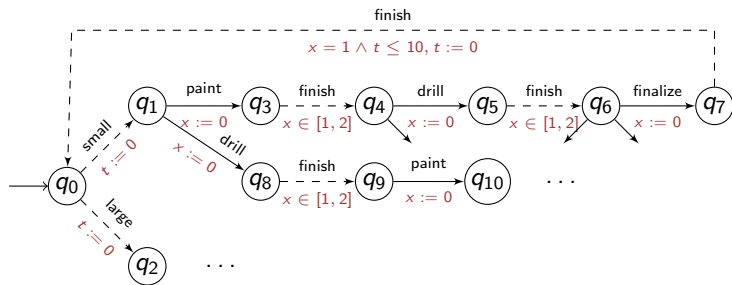 finish
x = 1 ∧ t ≤ 10, t := 0
paint finish drill finish finalize
q1 q3 q4 q5 q6 q7
x := 0 x ∈ [1, 2] x := 0 x ∈ [1, 2] x := 0
small
t := 0
drill
x := 0
finish paint
q0 q8 q9 q10 ...
x ∈ [1, 2] x := 0
large
t := 0
q2 ...